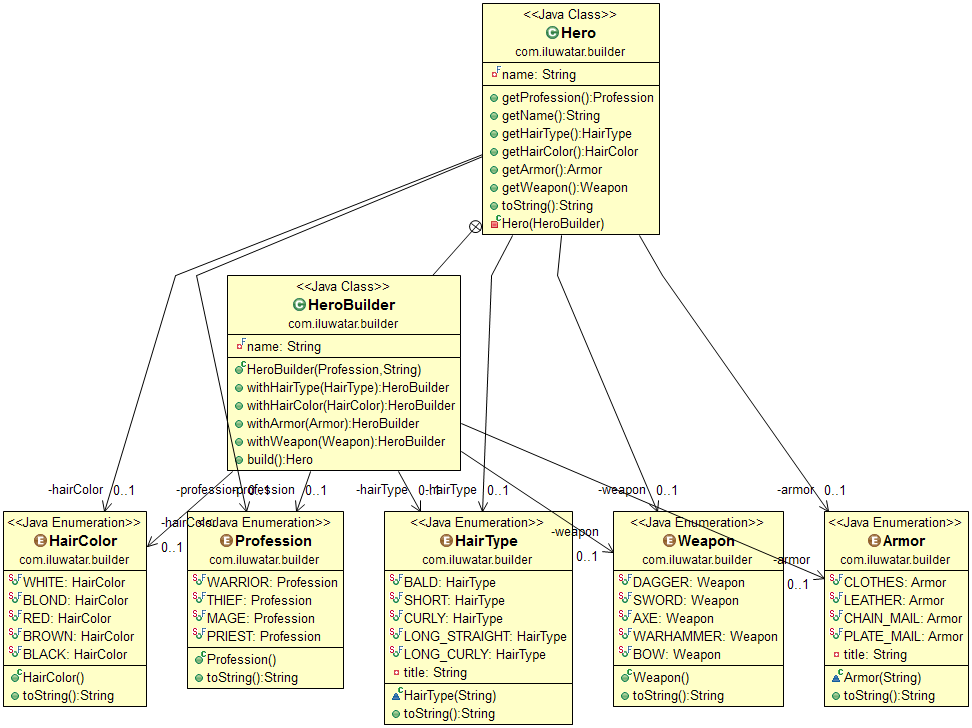 <<Java Class>>
Hero
com.iluwatar.builder
name: String
getProfession():Profession
getName():String
getHairType():HairType
getHairColor():HairColor
getArmor():Armor
getWeapon():Weapon
toString():String
Hero(HeroBuilder)
<<Java Class>>
HeroBuilder
com.iluwatar.builder
name: String
HeroBuilder(Profession,String)
withHairType(HairType):HeroBuilder
withHairColor(HairColor):HeroBuilder
withArmor(Armor):HeroBuilder
withWeapon(Weapon):HeroBuilder
build():Hero
-hairColor 0..1
-profession 0..1
-profession 0..1
-hairType 0..1
-hairType 0..1
-weapon 0..1
-armor 0..1
-hairColor
0..1
-weapon
0..1
-armor
0..1
<<Java Enumeration>>
HairColor
com.iluwatar.builder
WHITE: HairColor
BLOND: HairColor
RED: HairColor
BROWN: HairColor
BLACK: HairColor
HairColor()
toString():String
<<Java Enumeration>>
Profession
com.iluwatar.builder
WARRIOR: Profession
THIEF: Profession
MAGE: Profession
PRIEST: Profession
Profession()
toString():String
<<Java Enumeration>>
HairType
com.iluwatar.builder
BALD: HairType
SHORT: HairType
CURLY: HairType
LONG_STRAIGHT: HairType
LONG_CURLY: HairType
title: String
HairType(String)
toString():String
<<Java Enumeration>>
Weapon
com.iluwatar.builder
DAGGER: Weapon
SWORD: Weapon
AXE: Weapon
WARHAMMER: Weapon
BOW: Weapon
Weapon()
toString():String
<<Java Enumeration>>
Armor
com.iluwatar.builder
CLOTHES: Armor
LEATHER: Armor
CHAIN_MAIL: Armor
PLATE_MAIL: Armor
title: String
Armor(String)
toString():String